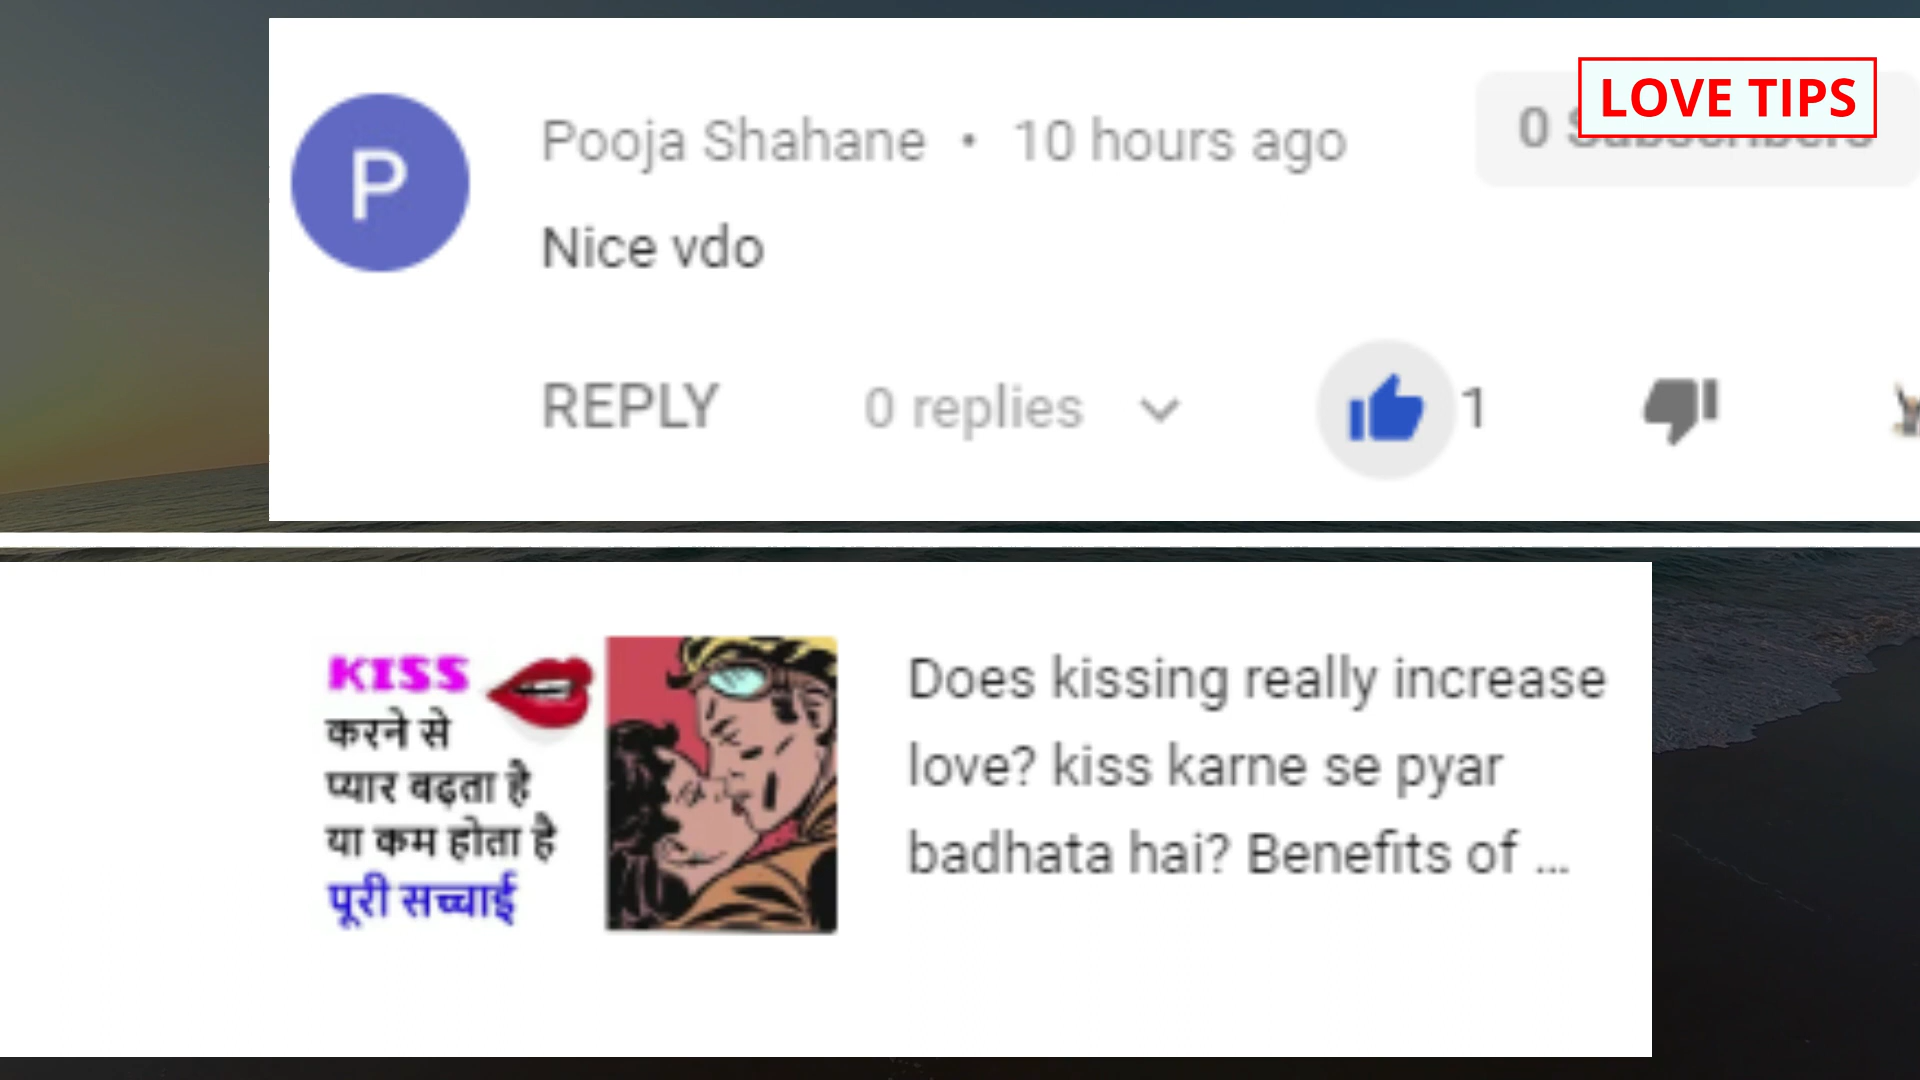 LOVE TIPS
P
Pooja Shahane • 10 hours ago
0 Subscribers
Nice vdo
REPLY 0 replies 1
KISS
करने से
प्यार बढ़ता है
या कम होता है
पूरी सच्चाई
Does kissing really increase
love? kiss karne se pyar
badhata hai? Benefits of ...